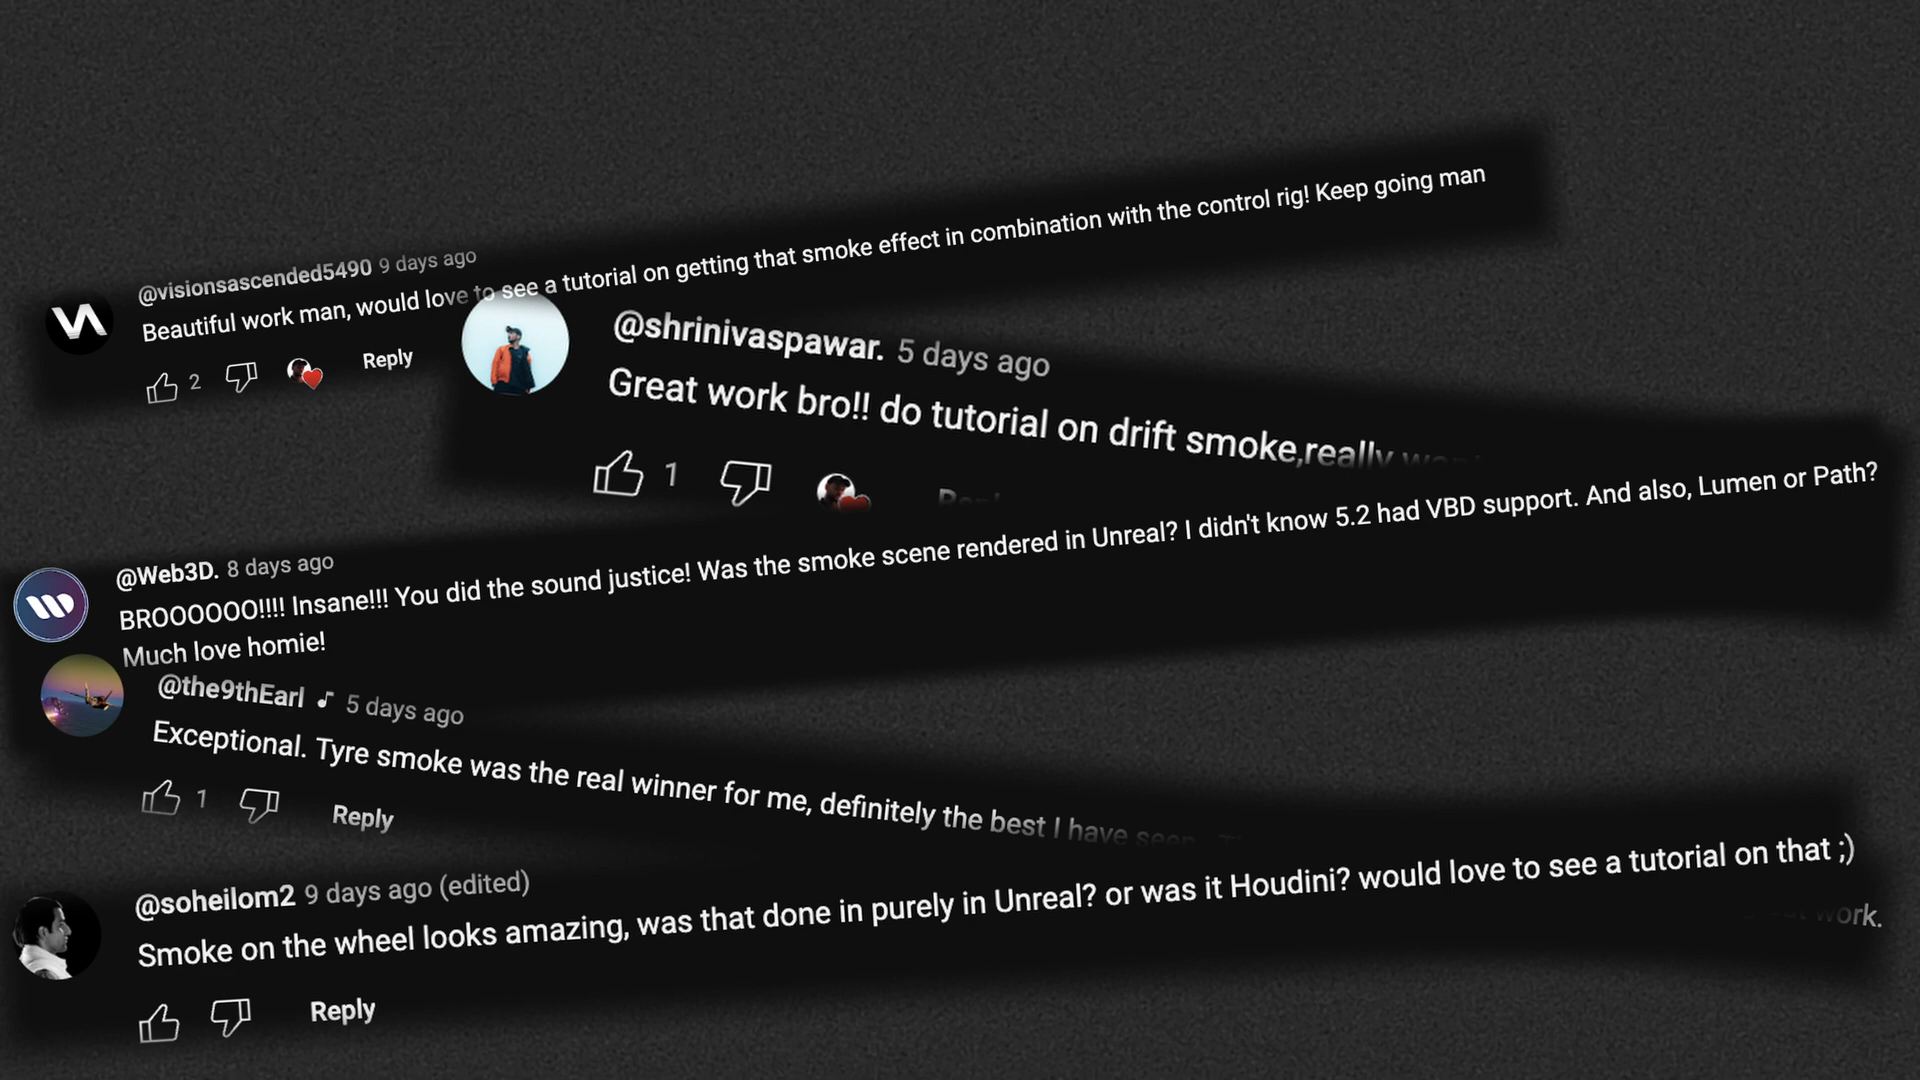 @visionsascended5490 9 days ago
Beautiful work man, would love to see a tutorial on getting that smoke effect in combination with the control rig! Keep going man
2 Reply
@shrinivaspawar. 5 days ago
Great work bro!! do tutorial on drift smoke,really
1
@Web3D. 8 days ago
BROOOOOO!!!! Insane!!! You did the sound justice! Was the smoke scene rendered in Unreal? I didn't know 5.2 had VBD support. And also, Lumen or Path?
Much love homie!
@the9thEarl 5 days ago
Exceptional. Tyre smoke was the real winner for me, definitely the best I have seen
1 Reply
@soheilom2 9 days ago (edited)
Smoke on the wheel looks amazing, was that done in purely in Unreal? or was it Houdini? would love to see a tutorial on that ;)
work.
Reply